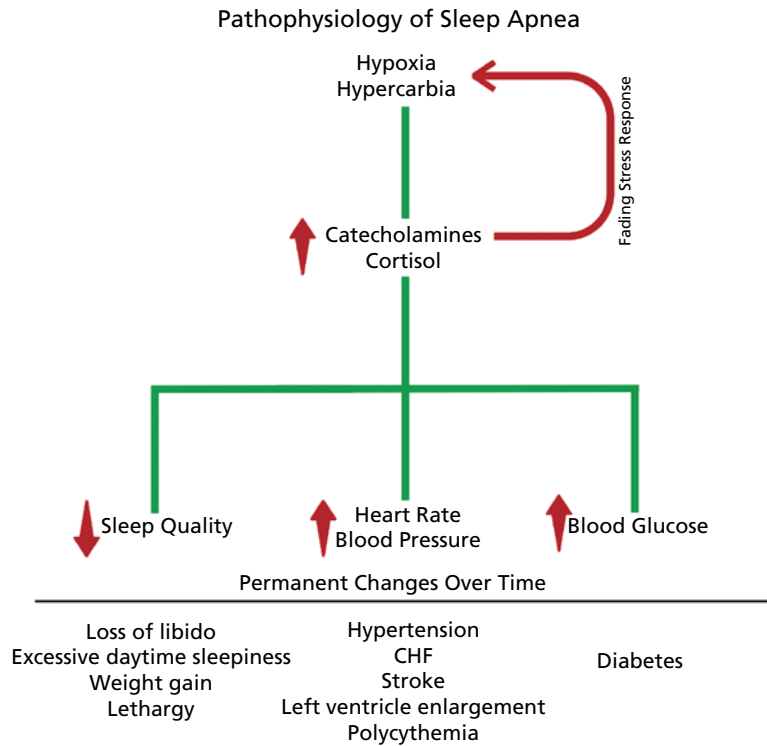 Pathophysiology of Sleep Apnea
Hypoxia
Hypercarbia
Fading Stress Response
Catecholamines
Cortisol
Sleep Quality
Heart Rate
Blood Pressure
Blood Glucose
Permanent Changes Over Time
Loss of libido
Excessive daytime sleepiness
Weight gain
Lethargy
Hypertension
CHF
Stroke
Left ventricle enlargement
Polycythemia
Diabetes